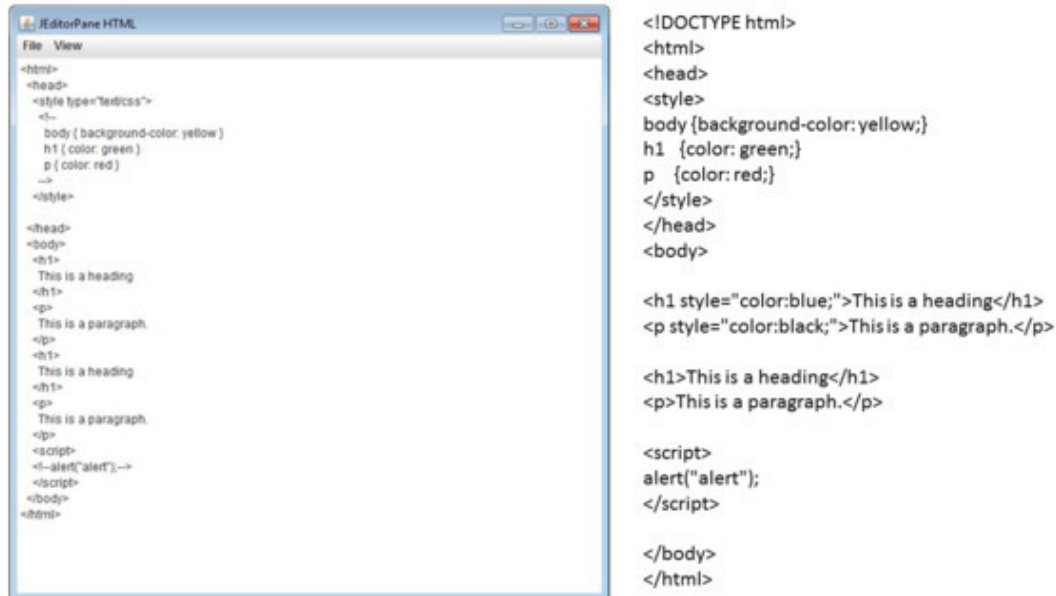 JEditorPane HTML
File View
<html>
<head>
<style type="text/css">
<!--
body { background-color: yellow }
h1 { color: green }
p { color: red }
-->
</style>
</head>
<body>
<h1>
This is a heading
</h1>
<p>
This is a paragraph.
</p>
<h1>
This is a heading
</h1>
<p>
This is a paragraph.
</p>
<script>
<!--alert("alert");-->
</script>
</body>
</html>
<!DOCTYPE html>
<html>
<head>
<style>
body {background-color: yellow;}
h1 {color: green;}
p {color: red;}
</style>
</head>
<body>
<h1 style="color:blue;">This is a heading</h1>
<p style="color:black;">This is a paragraph.</p>
<h1>This is a heading</h1>
<p>This is a paragraph.</p>
<script>
alert("alert");
</script>
</body>
</html>